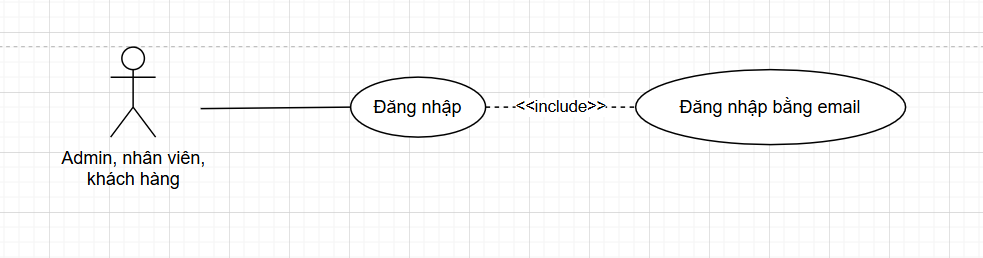 Đăng nhập
<<include>>
Đăng nhập bằng email
Admin, nhân viên,
khách hàng